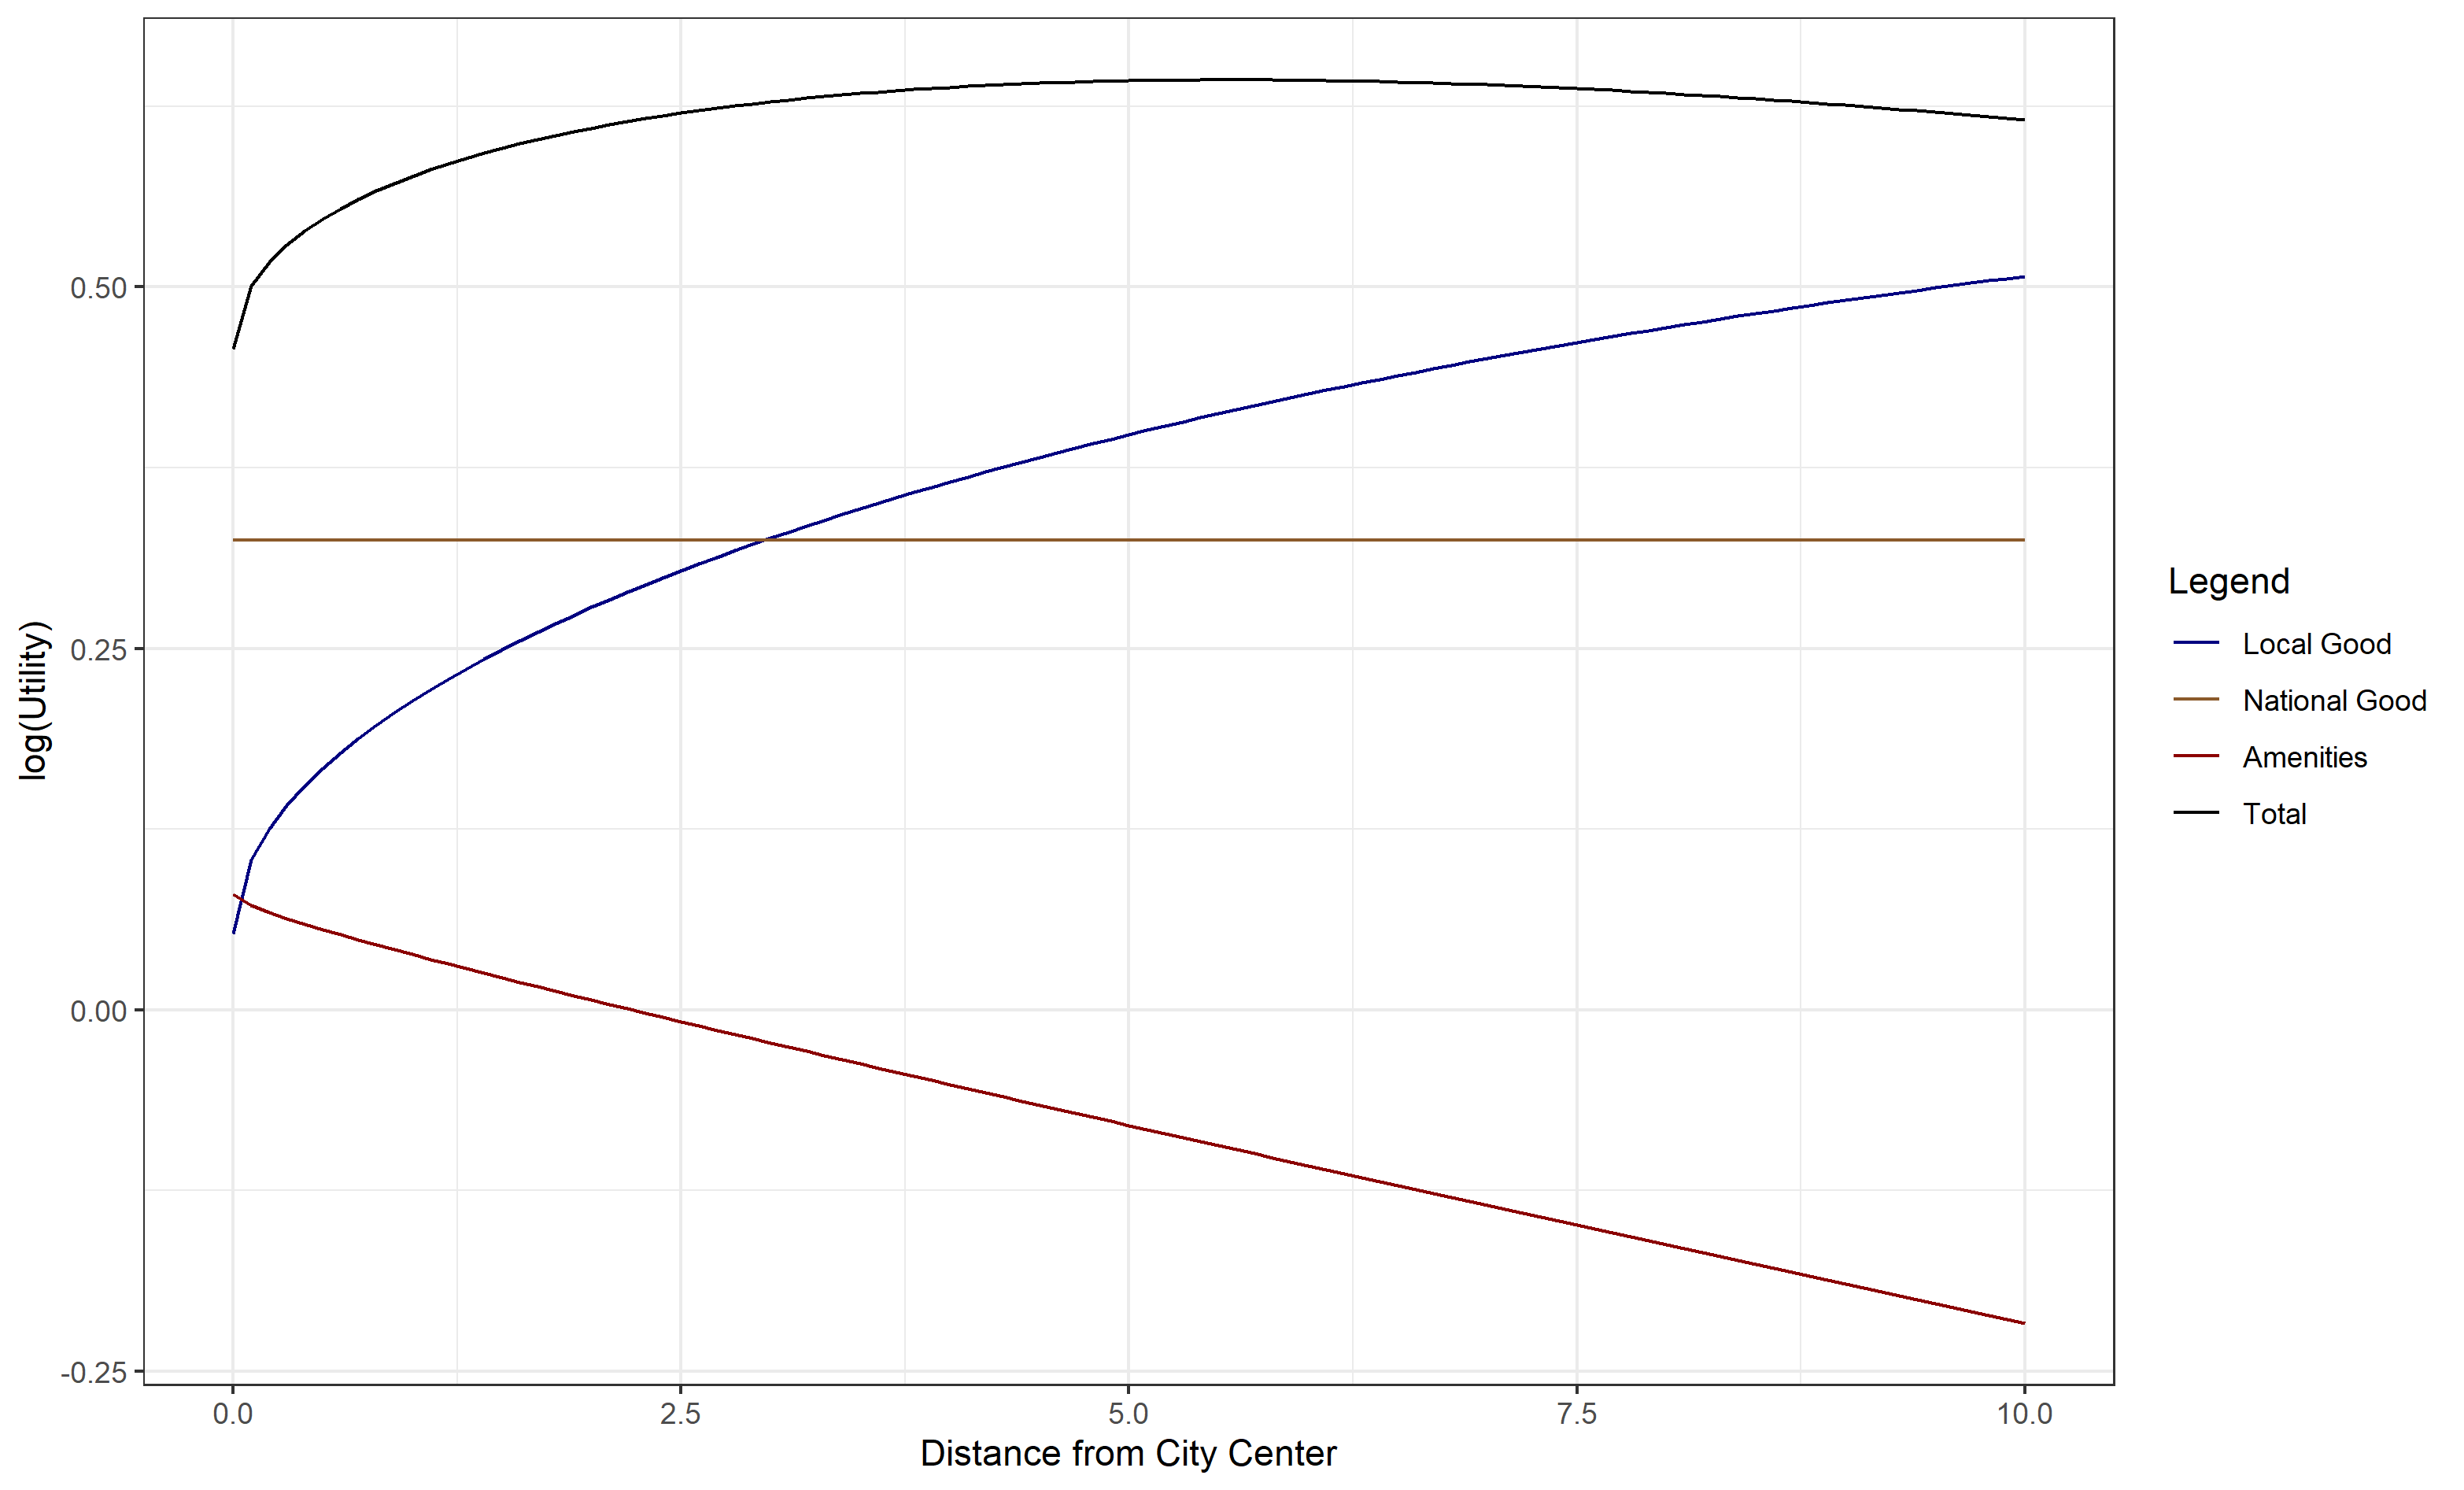 0.50
0.25
0.00
-0.25
log(Utility)
0.0
2.5
5.0
7.5
10.0
Distance from City Center
Legend
Local Good
National Good
Amenities
Total